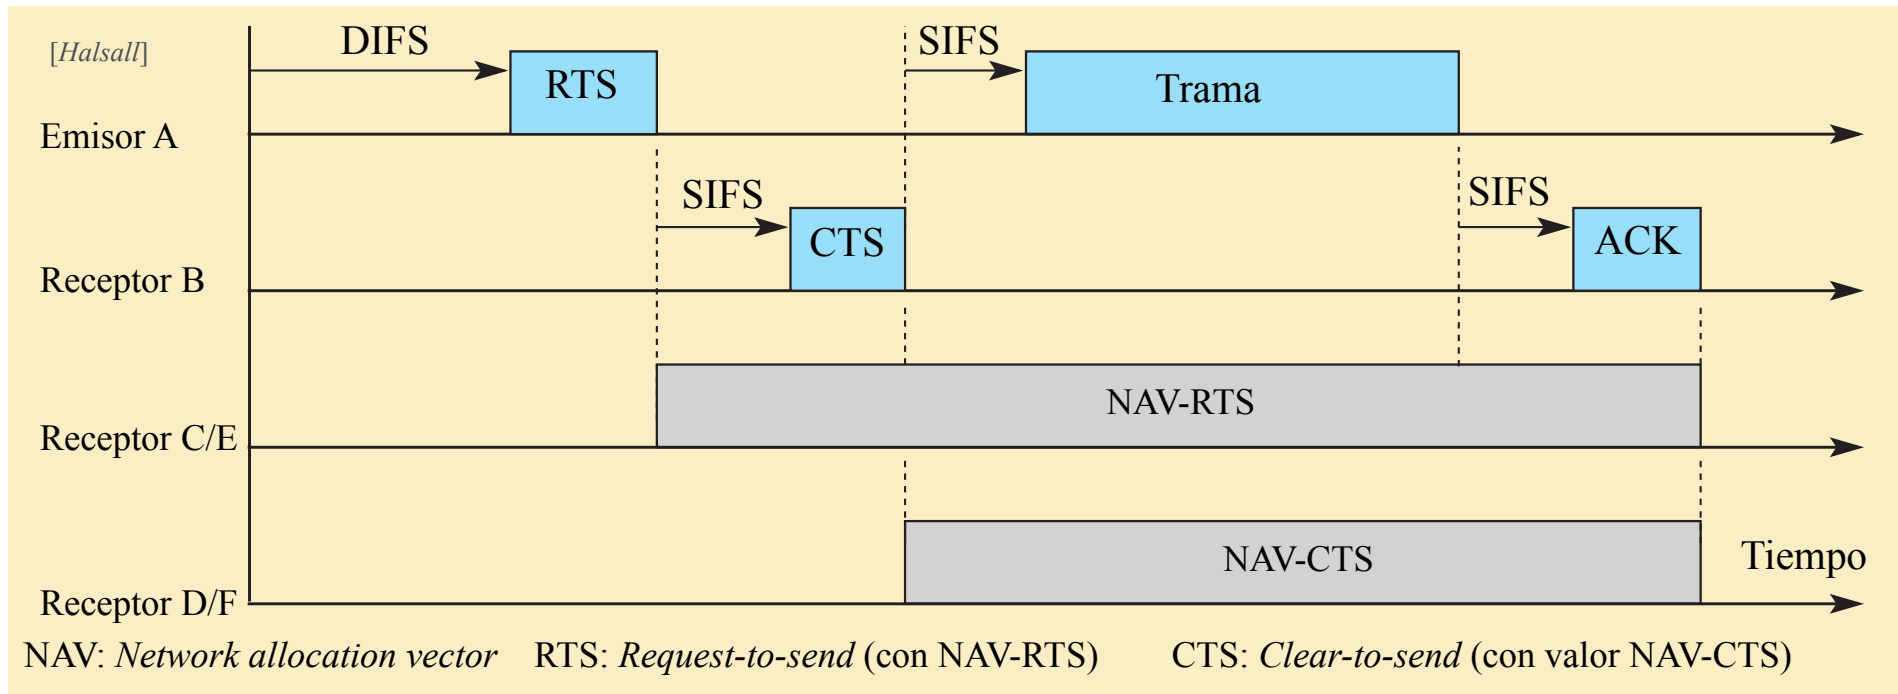 [Halsall]
DIFS
SIFS
RTS
Trama
Emisor A
SIFS
SIFS
CTS
ACK
Receptor B
NAV-RTS
Receptor C/E
NAV-CTS
Tiempo
Receptor D/F
NAV: Network allocation vector RTS: Request-to-send (con NAV-RTS) CTS: Clear-to-send (con valor NAV-CTS)